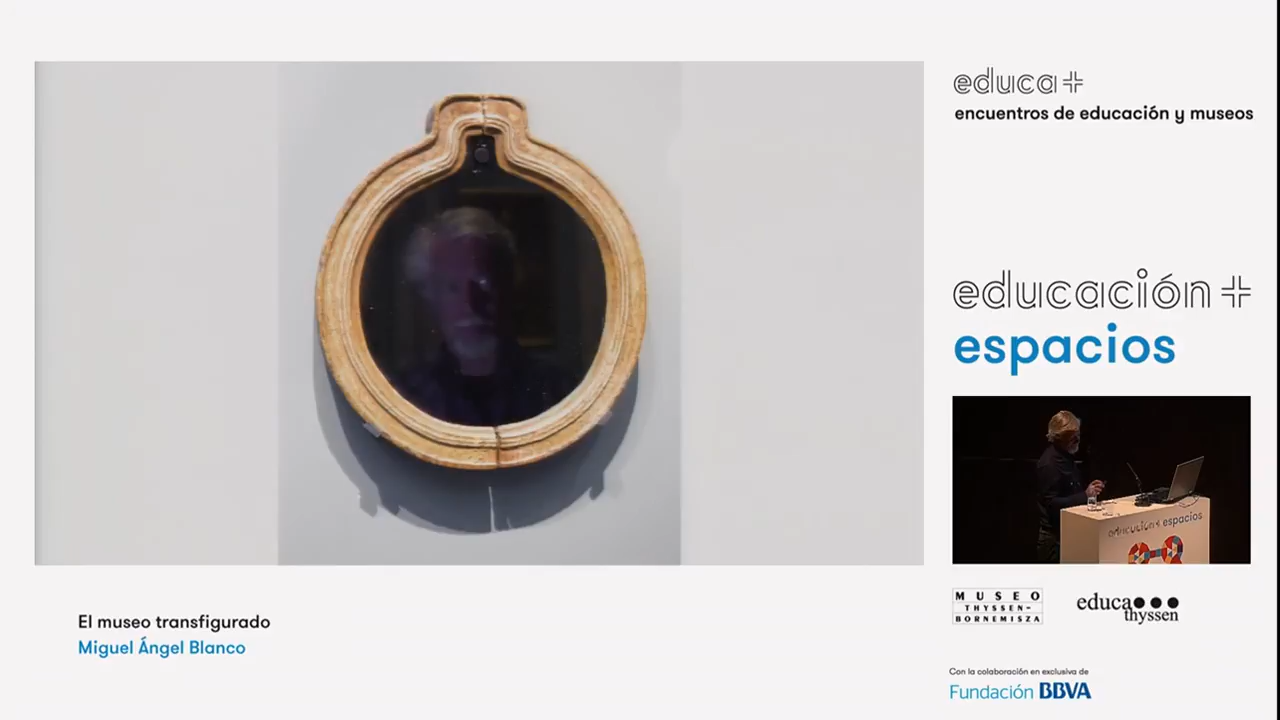 educa+
encuentros de educación y museos
educación+
espacios
educación+ espacios
El museo transfigurado
Miguel Ángel Blanco
MUSEO
THYSSEN-
BORNEMISZA
educa
thyssen
Con la colaboración en exclusiva de
Fundación BBVA